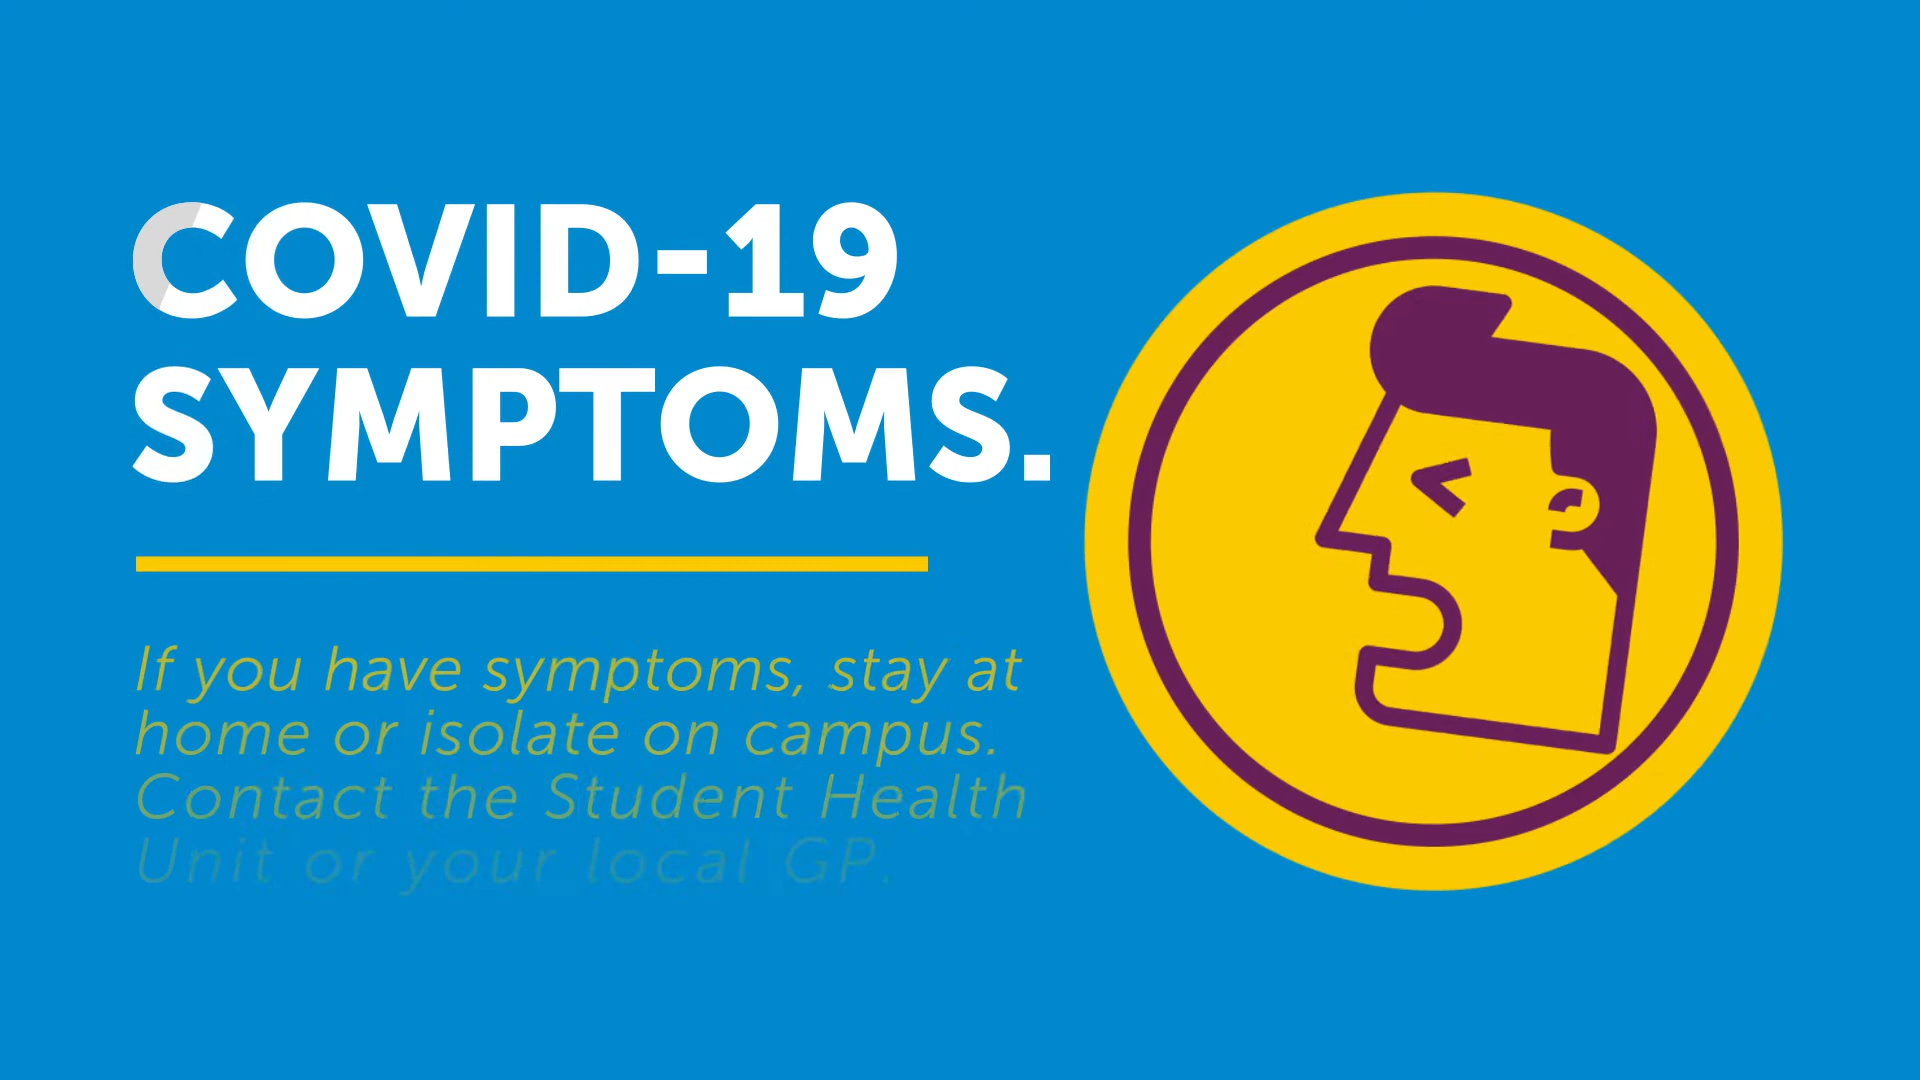 COVID-19
SYMPTOMS.
If you have symptoms, stay at
home or isolate on campus.
Contact the Student Health
Unit or your local GP.